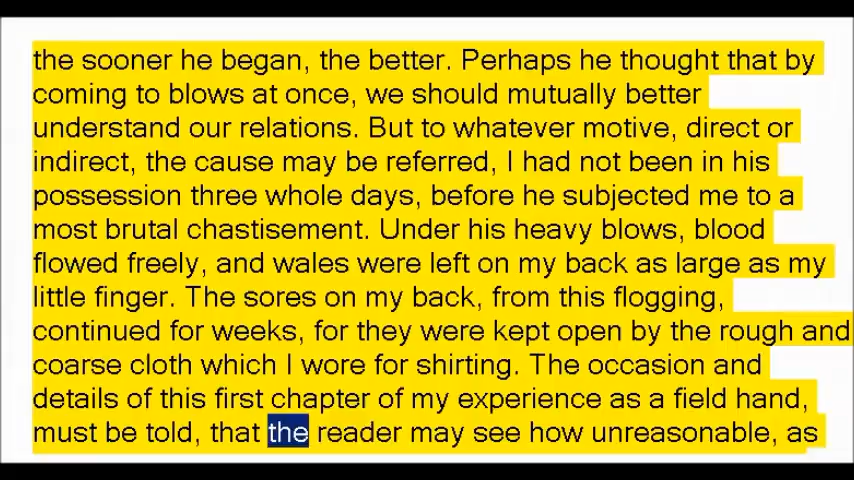 the sooner he began, the better. Perhaps he thought that by
coming to blows at once, we should mutually better
understand our relations. But to whatever motive, direct or
indirect, the cause may be referred, I had not been in his
possession three whole days, before he subjected me to a
most brutal chastisement. Under his heavy blows, blood
flowed freely, and wales were left on my back as large as my
little finger. The sores on my back, from this flogging,
continued for weeks, for they were kept open by the rough and
coarse cloth which I wore for shirting. The occasion and
details of this first chapter of my experience as a field hand,
must be told, that the reader may see how unreasonable, as